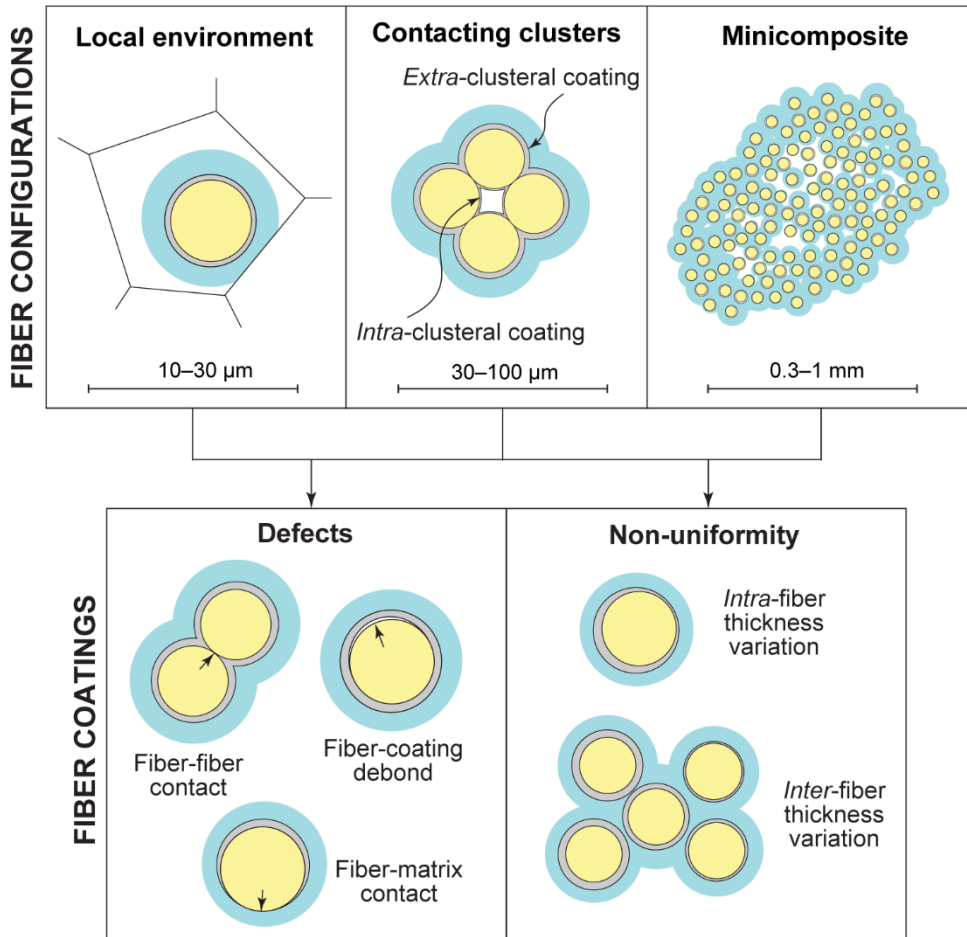 FIBER CONFIGURATIONS
Local environment
10–30 µm
Contacting clusters
Extra-clusteral coating
Intra-clusteral coating
30–100 µm
Minicomposite
0.3–1 mm
FIBER COATINGS
Defects
Fiber-fiber
contact
Fiber-coating
debond
Fiber-matrix
contact
Non-uniformity
Intra-fiber
thickness
variation
Inter-fiber
thickness
variation